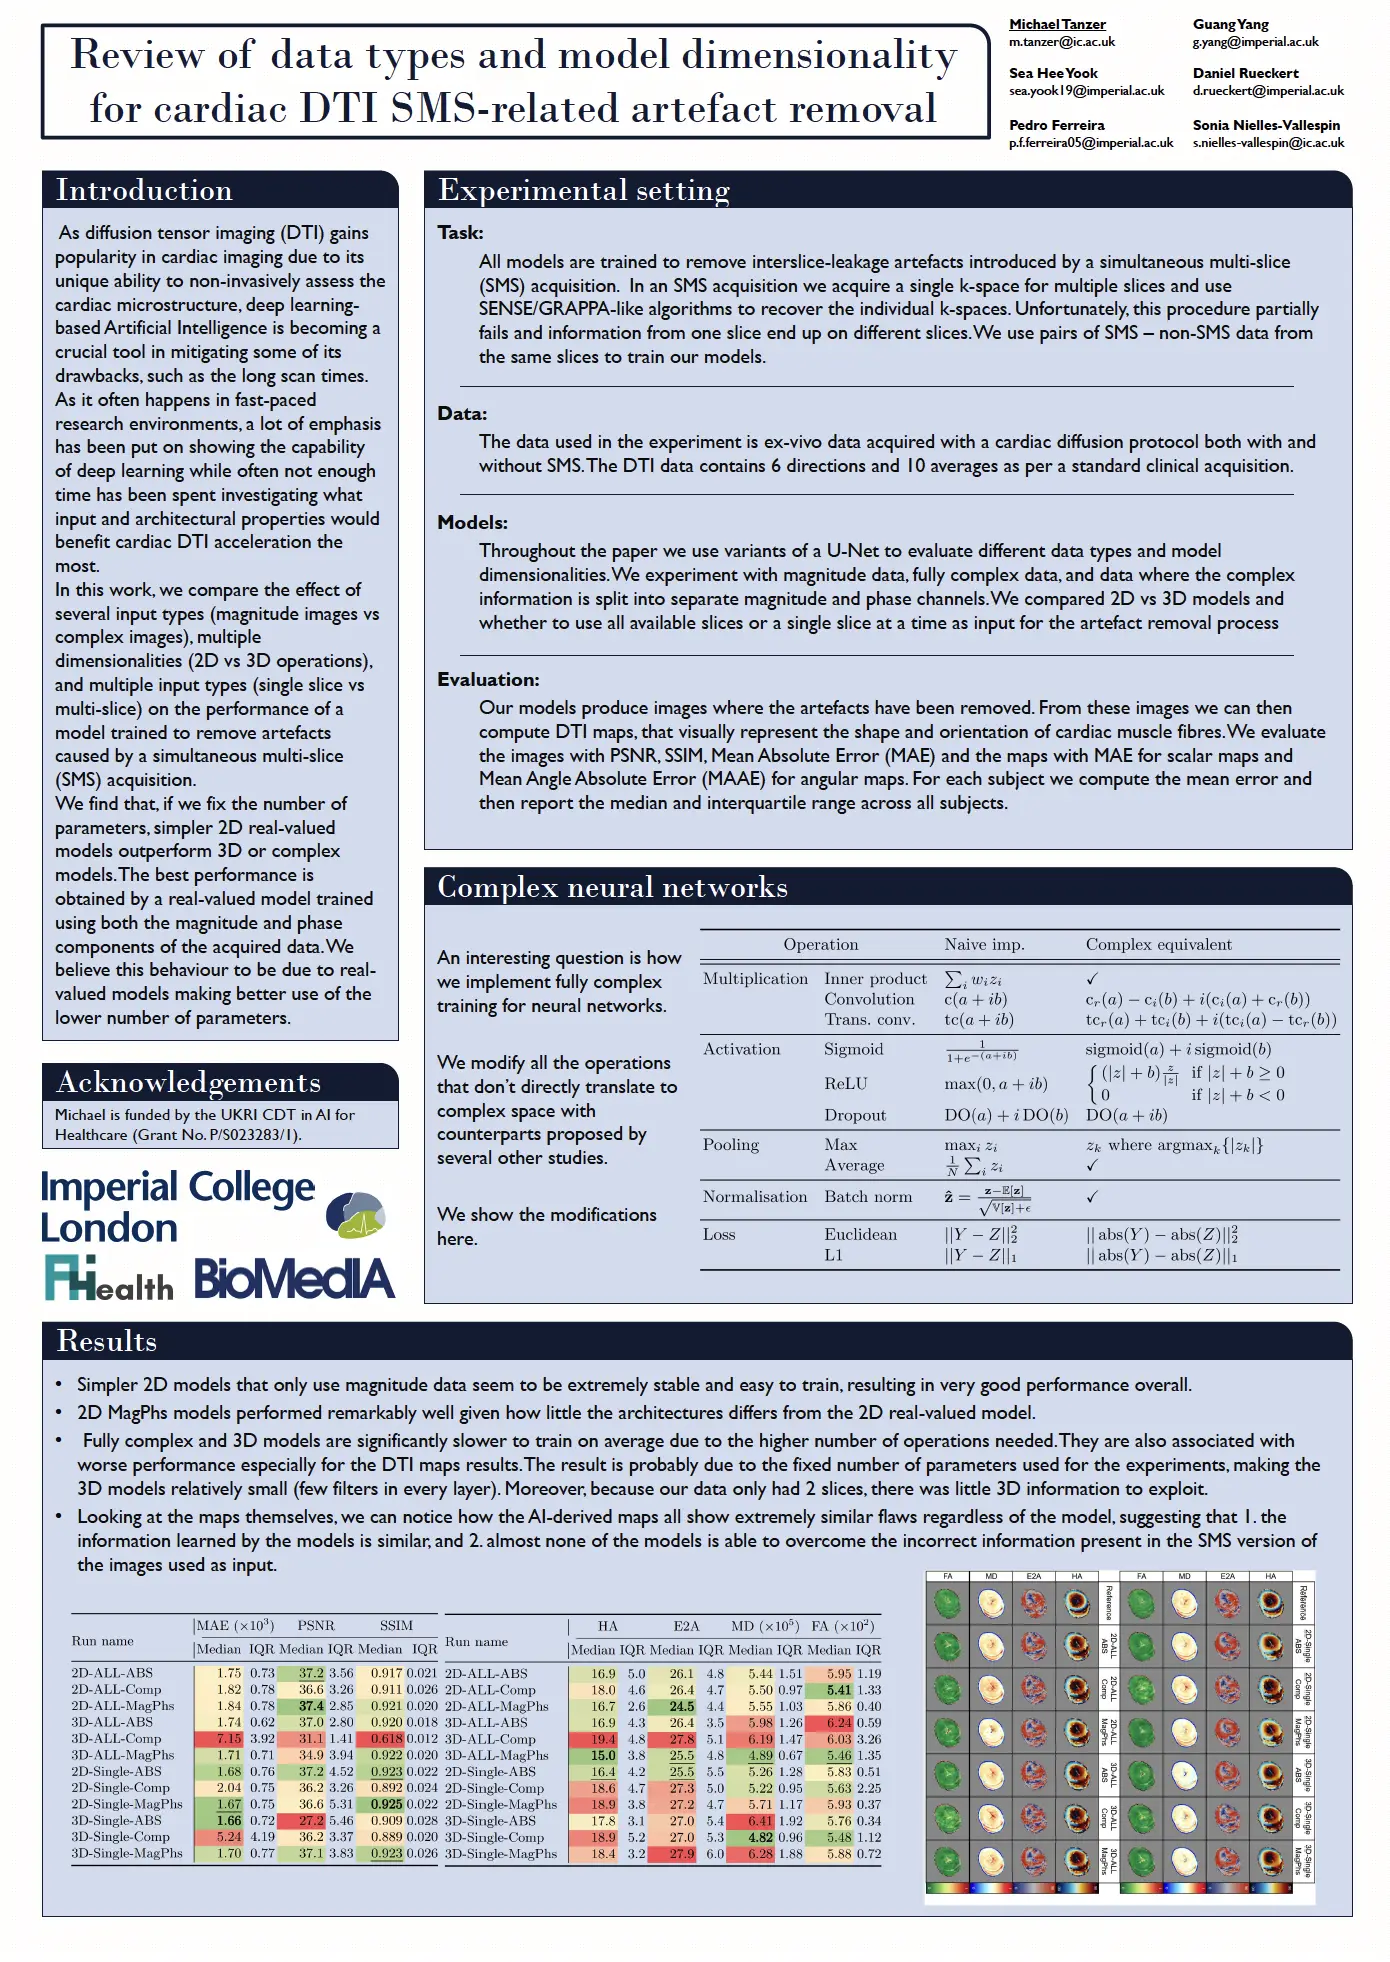 Review of data types and model dimensionality
for cardiac DTI SMS-related artefact removal
Michael Tanzer
m.tanzer@ic.ac.uk
Guang Yang
g.yang@imperial.ac.uk
Sea Hee Yook
sea.yook19@imperial.ac.uk
Daniel Rueckert
d.rueckert@imperial.ac.uk
Pedro Ferreira
p.f.ferreira05@imperial.ac.uk
Sonia Nielles-Vallespin
s.nielles-vallespin@ic.ac.uk
Introduction
As diffusion tensor imaging (DTI) gains
popularity in cardiac imaging due to its
unique ability to non-invasively assess the
cardiac microstructure, deep learning-
based Artificial Intelligence is becoming a
crucial tool in mitigating some of its
drawbacks, such as the long scan times.
As it often happens in fast-paced
research environments, a lot of emphasis
has been put on showing the capability
of deep learning while often not enough
time has been spent investigating what
input and architectural properties would
benefit cardiac DTI acceleration the
most.
In this work, we compare the effect of
several input types (magnitude images vs
complex images), multiple
dimensionalities (2D vs 3D operations),
and multiple input types (single slice vs
multi-slice) on the performance of a
model trained to remove artefacts
caused by a simultaneous multi-slice
(SMS) acquisition.
We find that, if we fix the number of
parameters, simpler 2D real-valued
models outperform 3D or complex
models. The best performance is
obtained by a real-valued model trained
using both the magnitude and phase
components of the acquired data. We
believe this behaviour to be due to real-
valued models making better use of the
lower number of parameters.
Acknowledgements
Michael is funded by the UKRI CDT in AI for
Healthcare (Grant No. P/S023283/1).
Imperial College
London
AI4Health
BioMedIA
Experimental setting
Task:
All models are trained to remove interslice-leakage artefacts introduced by a simultaneous multi-slice
(SMS) acquisition. In an SMS acquisition we acquire a single k-space for multiple slices and use
SENSE/GRAPPA-like algorithms to recover the individual k-spaces. Unfortunately, this procedure partially
fails and information from one slice end up on different slices. We use pairs of SMS – non-SMS data from
the same slices to train our models.
Data:
The data used in the experiment is ex-vivo data acquired with a cardiac diffusion protocol both with and
without SMS. The DTI data contains 6 directions and 10 averages as per a standard clinical acquisition.
Models:
Throughout the paper we use variants of a U-Net to evaluate different data types and model
dimensionalities. We experiment with magnitude data, fully complex data, and data where the complex
information is split into separate magnitude and phase channels. We compared 2D vs 3D models and
whether to use all available slices or a single slice at a time as input for the artefact removal process
Evaluation:
Our models produce images where the artefacts have been removed. From these images we can then
compute DTI maps, that visually represent the shape and orientation of cardiac muscle fibres. We evaluate
the images with PSNR, SSIM, Mean Absolute Error (MAE) and the maps with MAE for scalar maps and
Mean Angle Absolute Error (MAAE) for angular maps. For each subject we compute the mean error and
then report the median and interquartile range across all subjects.
Complex neural networks
An interesting question is how
we implement fully complex
training for neural networks.
We modify all the operations
that don't directly translate to
complex space with
counterparts proposed by
several other studies.
We show the modifications
here.
Operation Naive imp. Complex equivalent
Multiplication Inner product ∑_i w_i z_i ✓
Convolution c(a + ib) c_r(a) − c_i(b) + i(c_i(a) + c_r(b))
Trans. conv. tc(a + ib) tc_r(a) + tc_i(b) + i(tc_i(a) − tc_r(b))
Activation Sigmoid 1/(1+e^−(a+ib)) sigmoid(a) + i sigmoid(b)
ReLU max(0, a + ib) { (|z| + b) z/|z| if |z| + b ≥ 0
0 if |z| + b < 0
Dropout DO(a) + i DO(b) DO(a + ib)
Pooling Max max_i z_i z_k where argmax_k{|z_k|}
Average 1/N ∑_i z_i ✓
Normalisation Batch norm ẑ = (z−𝔼[z])/√(𝕍[z]+ϵ) ✓
Loss Euclidean ||Y − Z||²₂ || abs(Y) − abs(Z)||²₂
L1 ||Y − Z||₁ || abs(Y) − abs(Z)||₁
Results
• Simpler 2D models that only use magnitude data seem to be extremely stable and easy to train, resulting in very good performance overall.
• 2D MagPhs models performed remarkably well given how little the architectures differs from the 2D real-valued model.
• Fully complex and 3D models are significantly slower to train on average due to the higher number of operations needed. They are also associated with
worse performance especially for the DTI maps results. The result is probably due to the fixed number of parameters used for the experiments, making the
3D models relatively small (few filters in every layer). Moreover, because our data only had 2 slices, there was little 3D information to exploit.
• Looking at the maps themselves, we can notice how the AI-derived maps all show extremely similar flaws regardless of the model, suggesting that 1. the
information learned by the models is similar, and 2. almost none of the models is able to overcome the incorrect information present in the SMS version of
the images used as input.
Run name MAE (×10³) PSNR SSIM
Median IQR Median IQR Median IQR
2D-ALL-ABS 1.75 0.73 37.2 3.56 0.917 0.021
2D-ALL-Comp 1.82 0.78 36.6 3.26 0.911 0.026
2D-ALL-MagPhs 1.84 0.78 37.4 2.85 0.921 0.020
3D-ALL-ABS 1.74 0.62 37.0 2.80 0.920 0.018
3D-ALL-Comp 7.15 3.92 31.1 1.41 0.618 0.012
3D-ALL-MagPhs 1.71 0.71 34.9 3.94 0.922 0.020
2D-Single-ABS 1.68 0.76 37.2 4.52 0.923 0.022
2D-Single-Comp 2.04 0.75 36.2 3.26 0.892 0.024
2D-Single-MagPhs 1.67 0.75 36.6 5.31 0.925 0.022
3D-Single-ABS 1.66 0.72 27.2 5.46 0.909 0.028
3D-Single-Comp 5.24 4.19 36.2 3.37 0.889 0.020
3D-Single-MagPhs 1.70 0.77 37.1 3.83 0.923 0.026
Run name HA E2A MD (×10⁵) FA (×10²)
Median IQR Median IQR Median IQR Median IQR
2D-ALL-ABS 16.9 5.0 26.1 4.8 5.44 1.51 5.95 1.19
2D-ALL-Comp 18.0 4.6 26.4 4.7 5.50 0.97 5.41 1.33
2D-ALL-MagPhs 16.7 2.6 24.5 4.4 5.55 1.03 5.86 0.40
3D-ALL-ABS 16.9 4.3 26.4 3.5 5.98 1.26 6.24 0.59
3D-ALL-Comp 19.4 4.8 27.8 5.1 6.19 1.47 6.03 3.26
3D-ALL-MagPhs 15.0 3.8 25.5 4.8 4.89 0.67 5.46 1.35
2D-Single-ABS 16.4 4.2 25.5 5.5 5.26 1.28 5.83 0.51
2D-Single-Comp 18.6 4.7 27.3 5.0 5.22 0.95 5.63 2.25
2D-Single-MagPhs 18.9 3.8 27.2 4.7 5.71 1.17 5.93 0.37
3D-Single-ABS 17.8 3.1 27.0 5.4 6.41 1.92 5.76 0.34
3D-Single-Comp 18.9 5.2 27.0 5.3 4.82 0.96 5.48 1.12
3D-Single-MagPhs 18.4 3.2 27.9 6.0 6.28 1.88 5.88 0.72
FA MD E2A HA FA MD E2A HA
Reference Reference
2D-ALL ABS 2D-Single ABS
2D-ALL Comp 2D-Single Comp
2D-ALL MagPhs 2D-Single MagPhs
3D-ALL ABS 3D-Single ABS
3D-ALL Comp 3D-Single Comp
3D-ALL MagPhs 3D-Single MagPhs